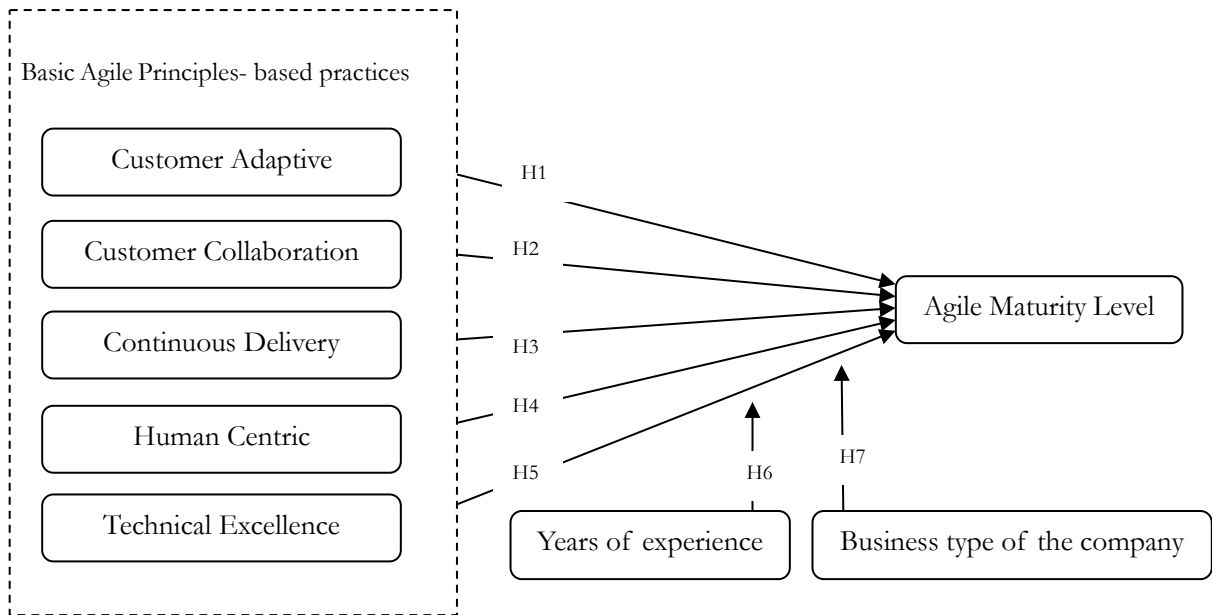 Basic Agile Principles- based practices
Customer Adaptive
Customer Collaboration
Continuous Delivery
Human Centric
Technical Excellence
H1
H2
H3
H4
H5
Agile Maturity Level
H6
H7
Years of experience
Business type of the company